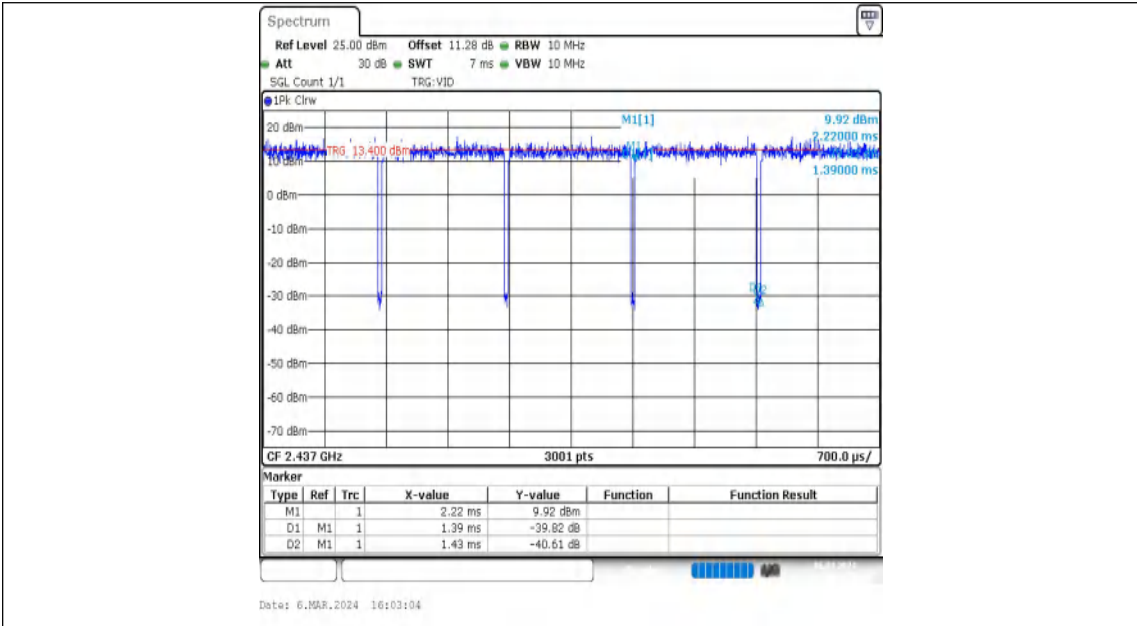 Spectrum
Ref Level 25.00 dBm Offset 11.28 dB RBW 10 MHz
Att 30 dB SWT 7 ms VBW 10 MHz
SGL Count 1/1 TRG:VID
1Pk Clrw
M1[1] 9.92 dBm
2.22000 ms
20 dBm
TRG 13.400 dBm
10 dBm
1.39000 ms
0 dBm
-10 dBm
-20 dBm
-30 dBm
-40 dBm
-50 dBm
-60 dBm
-70 dBm
CF 2.437 GHz 3001 pts 700.0 µs/
Marker
Type Ref Trc X-value Y-value Function Function Result
M1 1 2.22 ms 9.92 dBm
D1 M1 1 1.39 ms -39.82 dB
D2 M1 1 1.43 ms -40.61 dB
Date: 6.MAR.2024 16:03:04